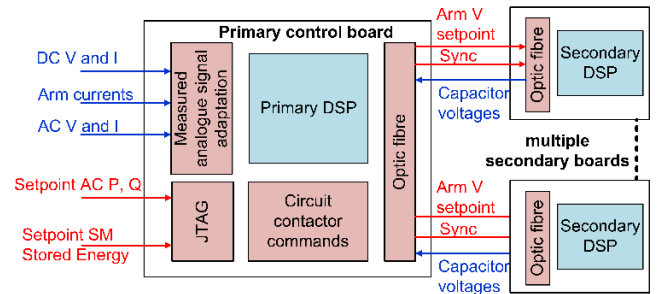 Primary control board
DC V and I
Arm currents
AC V and I
Setpoint AC P, Q
Setpoint SM
Stored Energy
Measured
analogue signal
adaptation
Primary DSP
JTAG
Circuit
contactor
commands
Optic fibre
Arm V
setpoint
Sync
Capacitor
voltages
Optic fibre
Secondary
DSP
multiple
secondary boards
Arm V
setpoint
Sync
Capacitor
voltages
Optic fibre
Secondary
DSP